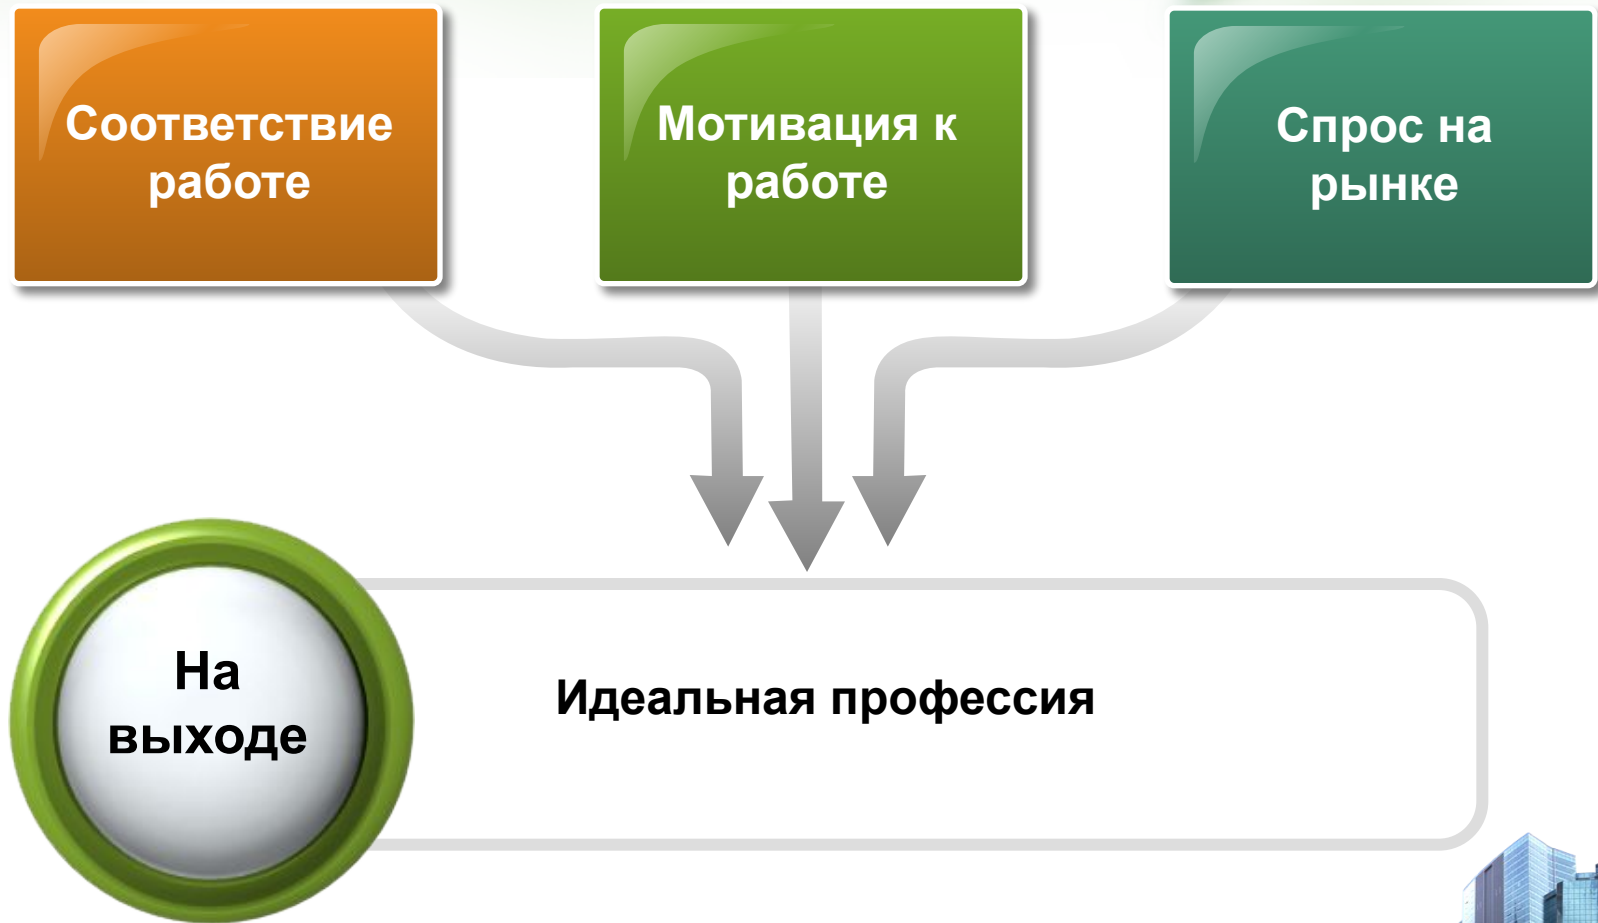 Соответствие
работе
Мотивация к
работе
Спрос на
рынке
На
выходе
Идеальная профессия